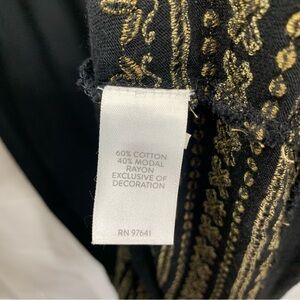 60% COTTON
40% MODAL
RAYON
EXCLUSIVE OF
DECORATION
RN 97641